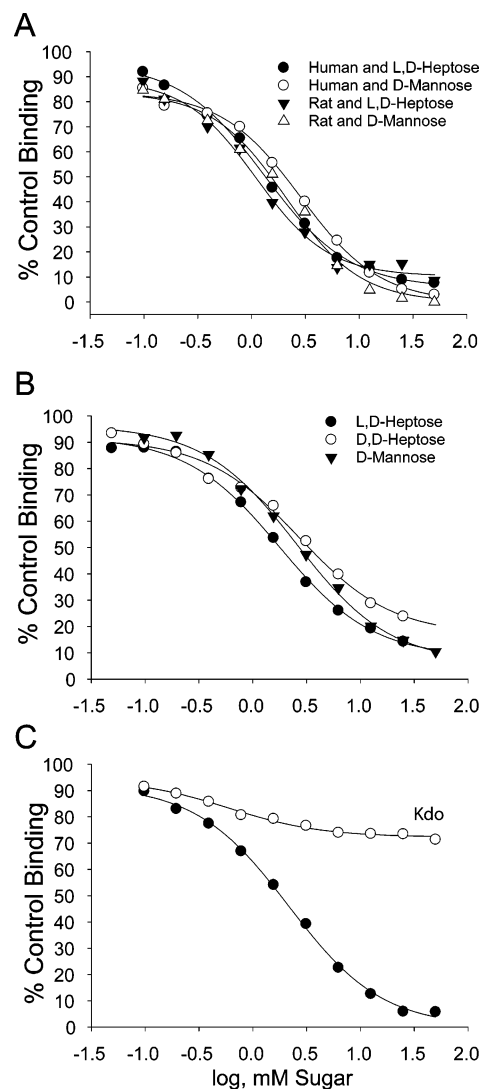 A
100
90
80
70
60
50
40
30
20
10
0
% Control Binding
Human and L,D-Heptose
Human and D-Mannose
Rat and L,D-Heptose
Rat and D-Mannose
-1.5 -1.0 -0.5 0.0 0.5 1.0 1.5 2.0
B
100
90
80
70
60
50
40
30
20
10
0
% Control Binding
L,D-Heptose
D,D-Heptose
D-Mannose
-1.5 -1.0 -0.5 0.0 0.5 1.0 1.5 2.0
C
100
90
80
70
60
50
40
30
20
10
0
% Control Binding
Kdo
-1.5 -1.0 -0.5 0.0 0.5 1.0 1.5 2.0
log, mM Sugar